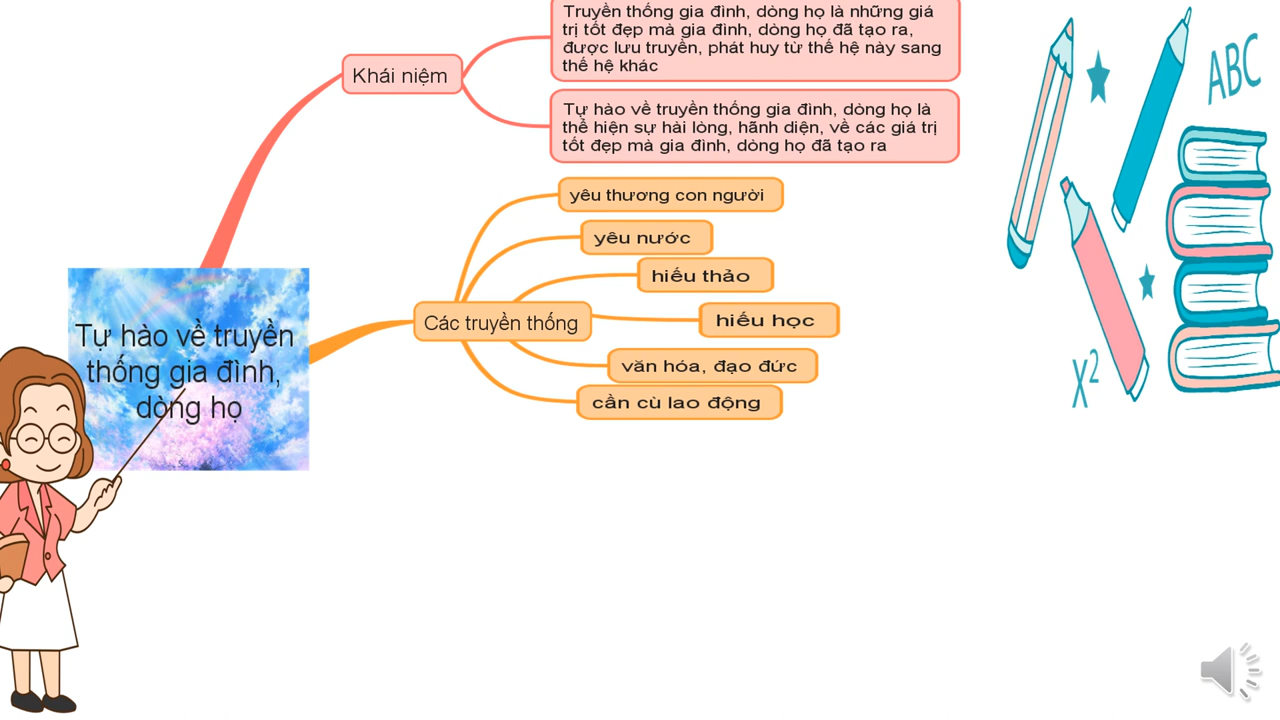 Truyền thống gia đình, dòng họ là những giá
trị tốt đẹp mà gia đình, dòng họ đã tạo ra,
được lưu truyền, phát huy từ thế hệ này sang
thế hệ khác
Khái niệm
Tự hào về truyền thống gia đình, dòng họ là
thể hiện sự hài lòng, hãnh diện, về các giá trị
tốt đẹp mà gia đình, dòng họ đã tạo ra
yêu thương con người
yêu nước
hiếu thảo
Các truyền thống
hiếu học
văn hóa, đạo đức
cần cù lao động
Tự hào về truyền
thống gia đình,
dòng họ
ABC
X²